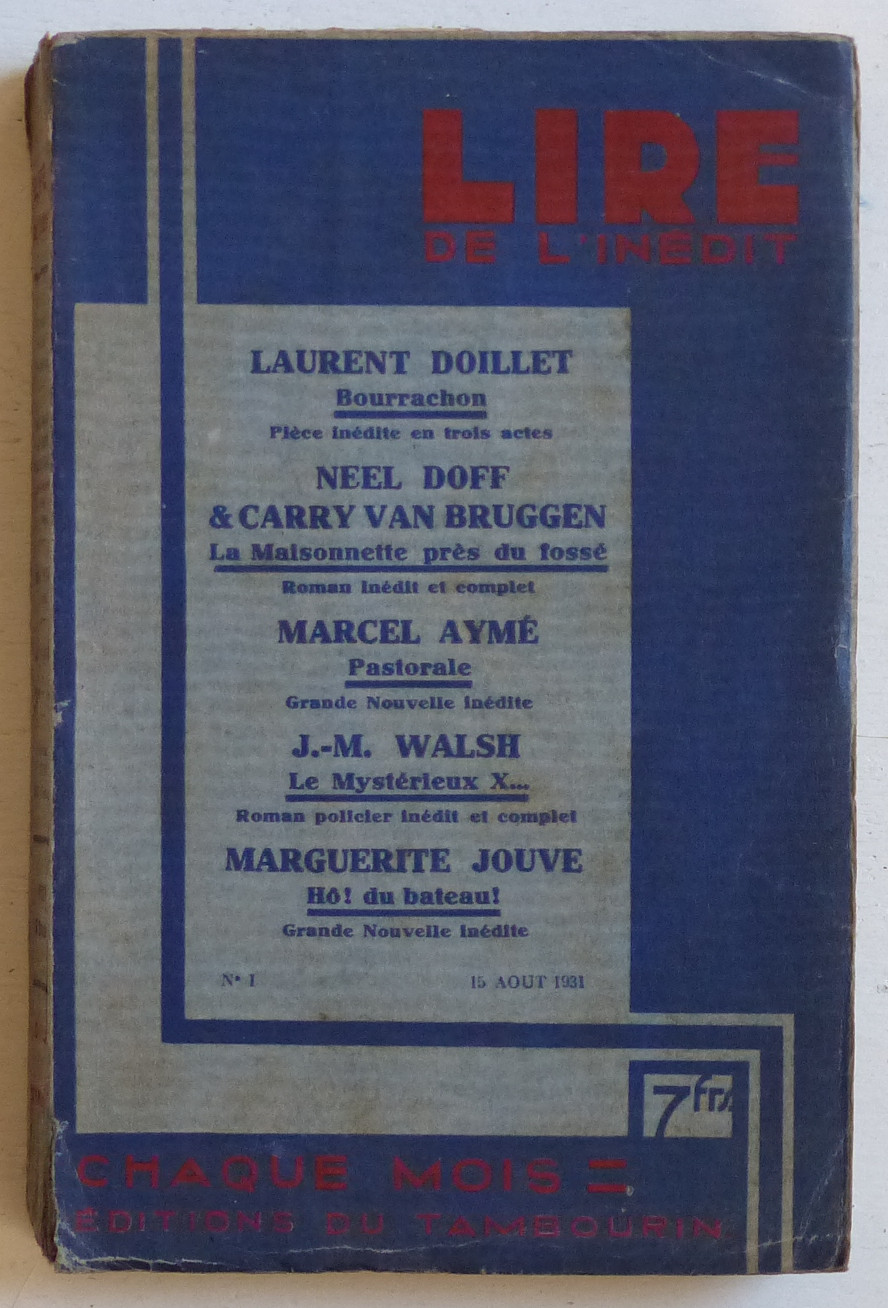 LIRE
DE L'INÉDIT
LAURENT DOILLET
Bourrachon
Pièce inédite en trois actes
NEEL DOFF
& CARRY VAN BRUGGEN
La Maisonnette près du fossé
Roman inédit et complet
MARCEL AYMÉ
Pastorale
Grande Nouvelle inédite
J.-M. WALSH
Le Mystérieux X...
Roman policier inédit et complet
MARGUERITE JOUVE
Hô! du bateau!
Grande Nouvelle inédite
N° 1 15 AOUT 1931
7 frs.
CHAQUE MOIS
ÉDITIONS DU TAMBOURIN